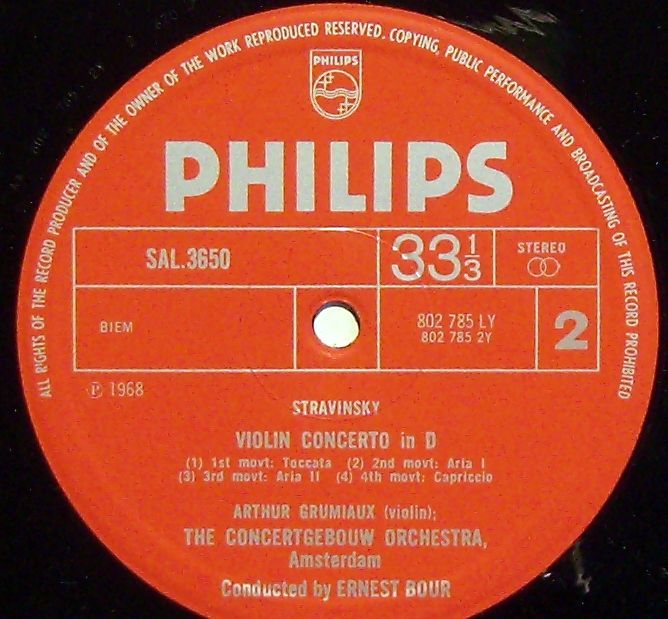 ALL RIGHTS OF THE RECORD PRODUCER AND OF THE OWNER OF THE WORK REPRODUCED RESERVED. COPYING, PUBLIC PERFORMANCE AND BROADCASTING OF THIS RECORD PROHIBITED
PHILIPS
PHILIPS
SAL.3650
33⅓
STEREO
BIEM
802 785 LY
802 785 2Y
2
Ⓟ 1968
STRAVINSKY
VIOLIN CONCERTO in D
(1) 1st movt: Toccata (2) 2nd movt: Aria I
(3) 3rd movt: Aria II (4) 4th movt: Capriccio
ARTHUR GRUMIAUX (violin);
THE CONCERTGEBOUW ORCHESTRA,
Amsterdam
Conducted by ERNEST BOUR